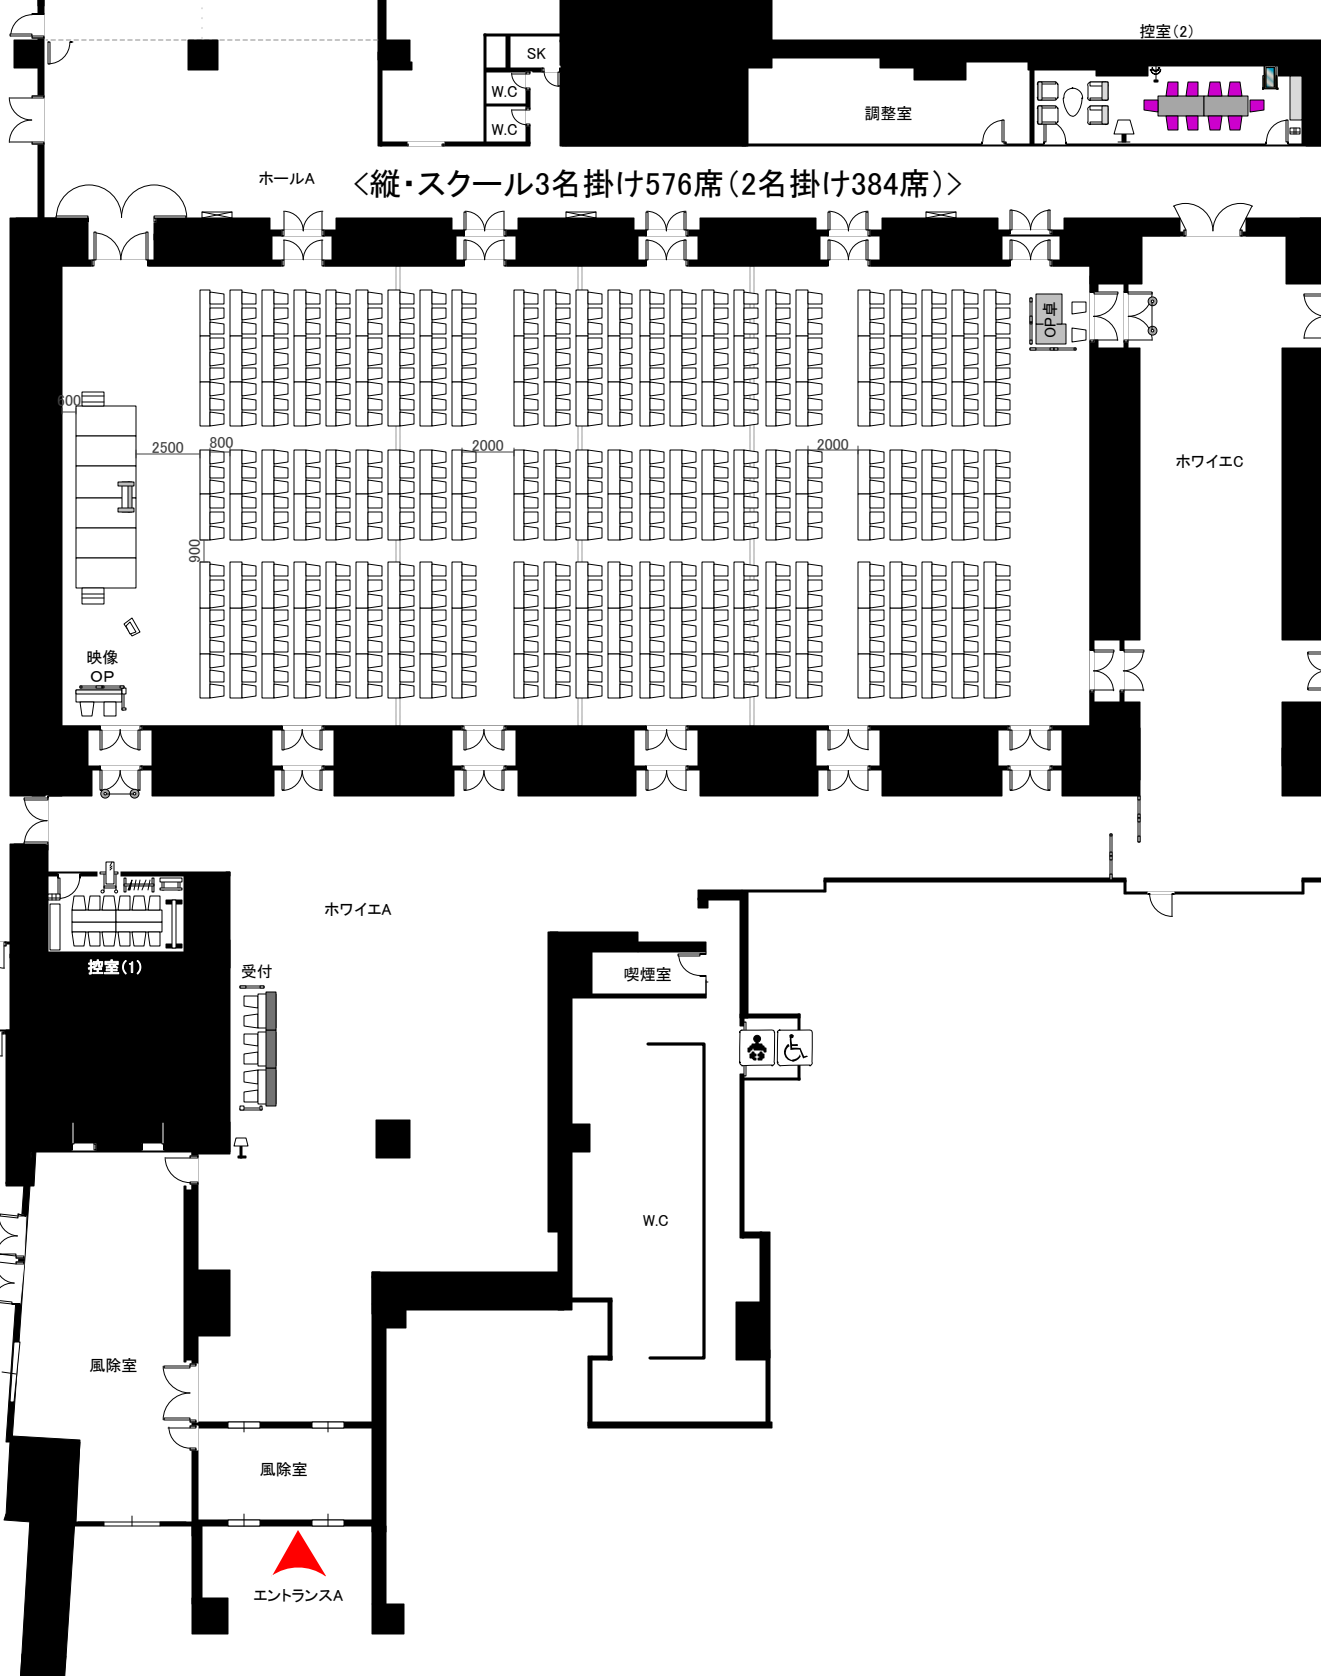 控室(2)
SK
W.C
調整室
W.C
ホールA
<縦・スクール3名掛け576席(2名掛け384席)>
OP卓
600
2500
800
2000
2000
ホワイエC
900
映像
OP
ホワイエA
控室(1)
受付
喫煙室
W.C
風除室
風除室
エントランスA